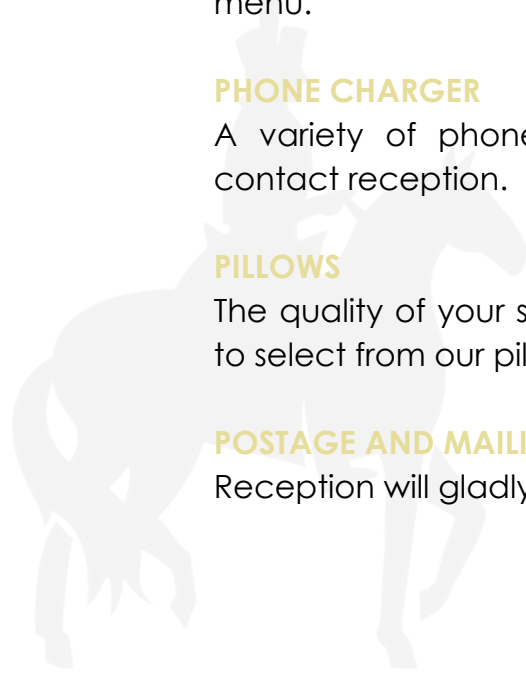 menu.
PHONE CHARGER
A variety of phone
contact reception.
PILLOWS
The quality of your s
to select from our pil
POSTAGE AND MAILI
Reception will gladly